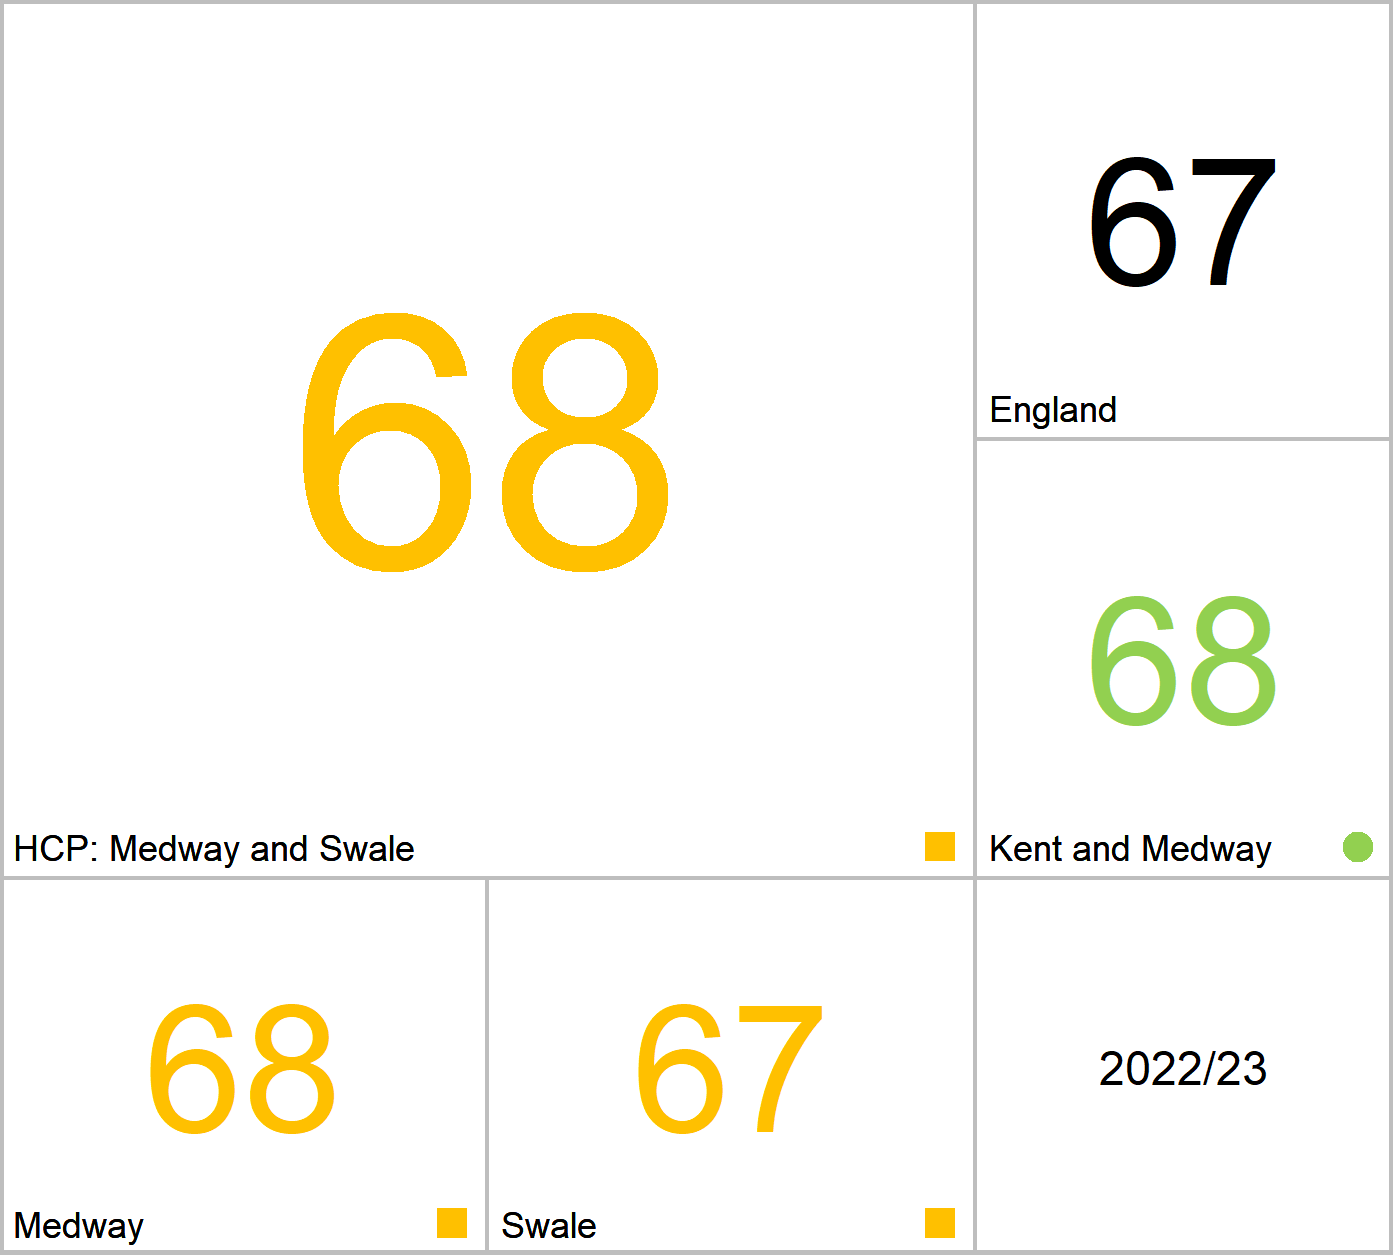 68
HCP: Medway and Swale
67
England
68
Kent and Medway
68
Medway
67
Swale
2022/23